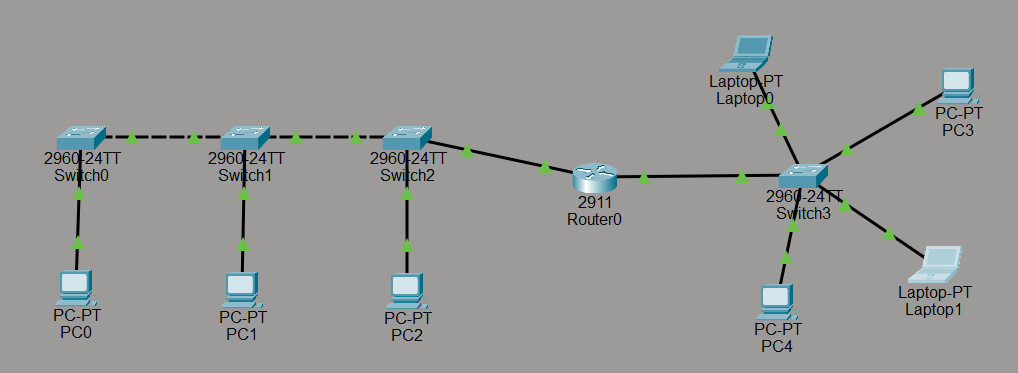 Laptop-PT
Laptop0
PC-PT
PC3
2960-24TT
Switch0
2960-24TT
Switch1
2960-24TT
Switch2
2911
Router0
2960-24TT
Switch3
Laptop-PT
Laptop1
PC-PT
PC0
PC-PT
PC1
PC-PT
PC2
PC-PT
PC4